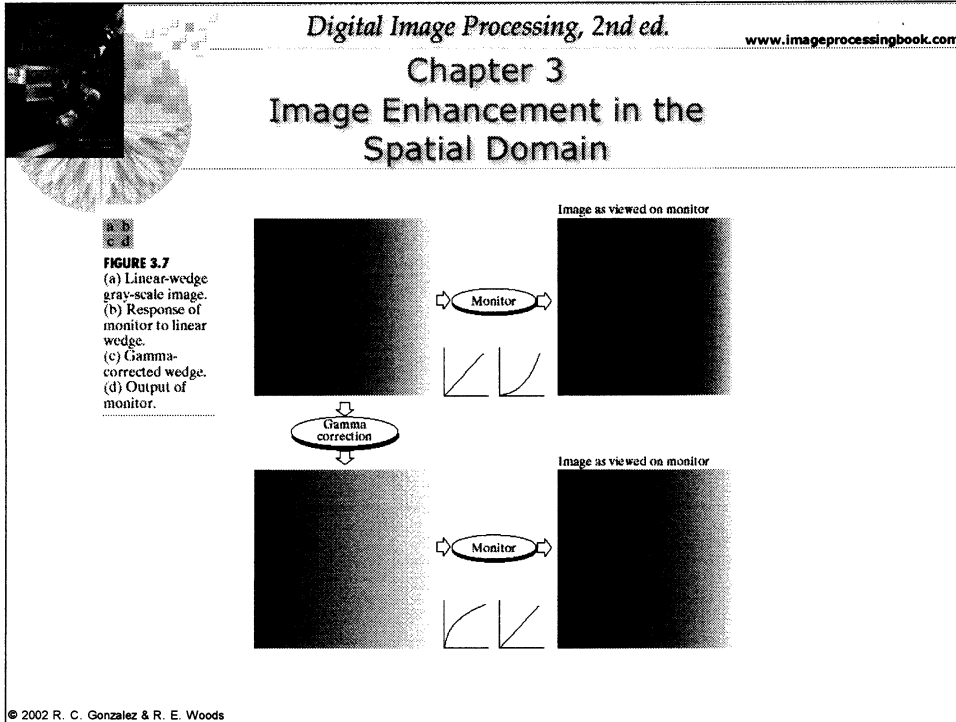 Digital Image Processing, 2nd ed.
www.imageprocessingbook.com
Chapter 3
Image Enhancement in the
Spatial Domain
a b
c d
FIGURE 3.7
(a) Linear-wedge
gray-scale image.
(b) Response of
monitor to linear
wedge.
(c) Gamma-
corrected wedge.
(d) Output of
monitor.
Image as viewed on monitor
Monitor
Gamma
correction
Image as viewed on monitor
Monitor
© 2002 R. C. Gonzalez & R. E. Woods